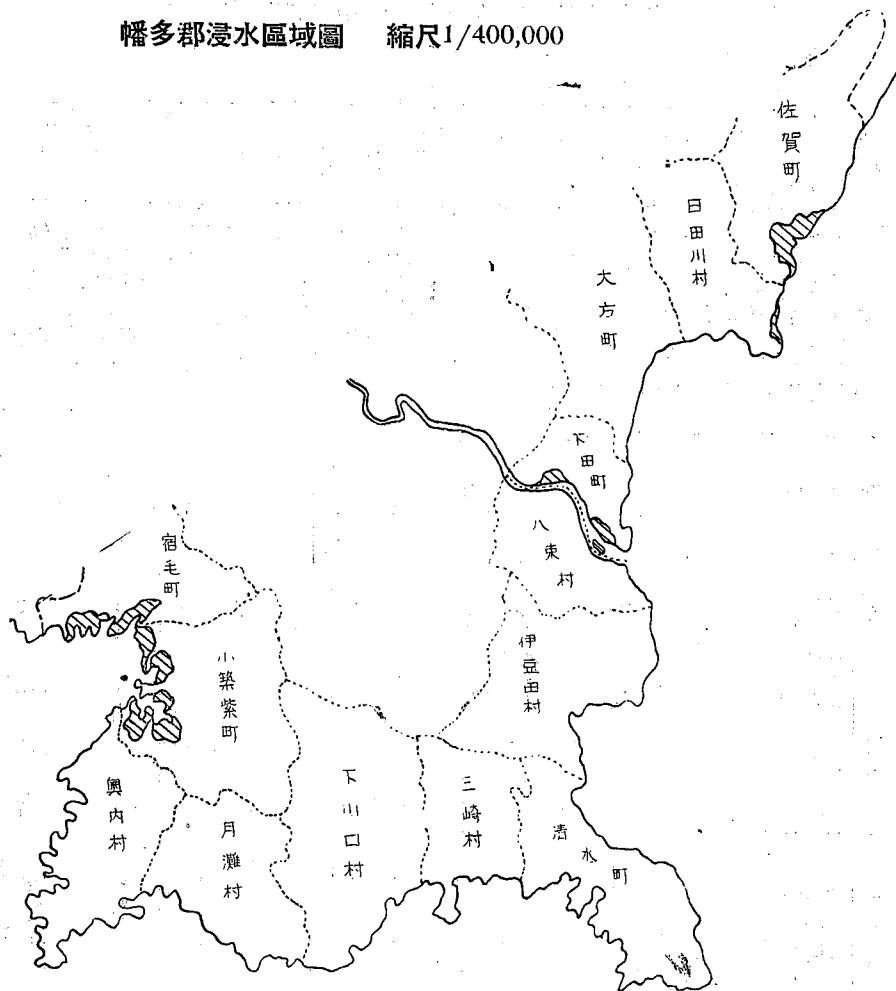 幡多郡浸水區域圖 縮尺1/400,000
佐賀町
白田川村
大方町
下田町
八束村
宿毛町
伊豆田村
小築紫町
三崎村
下川口村
奥内村
月灘村
清水町